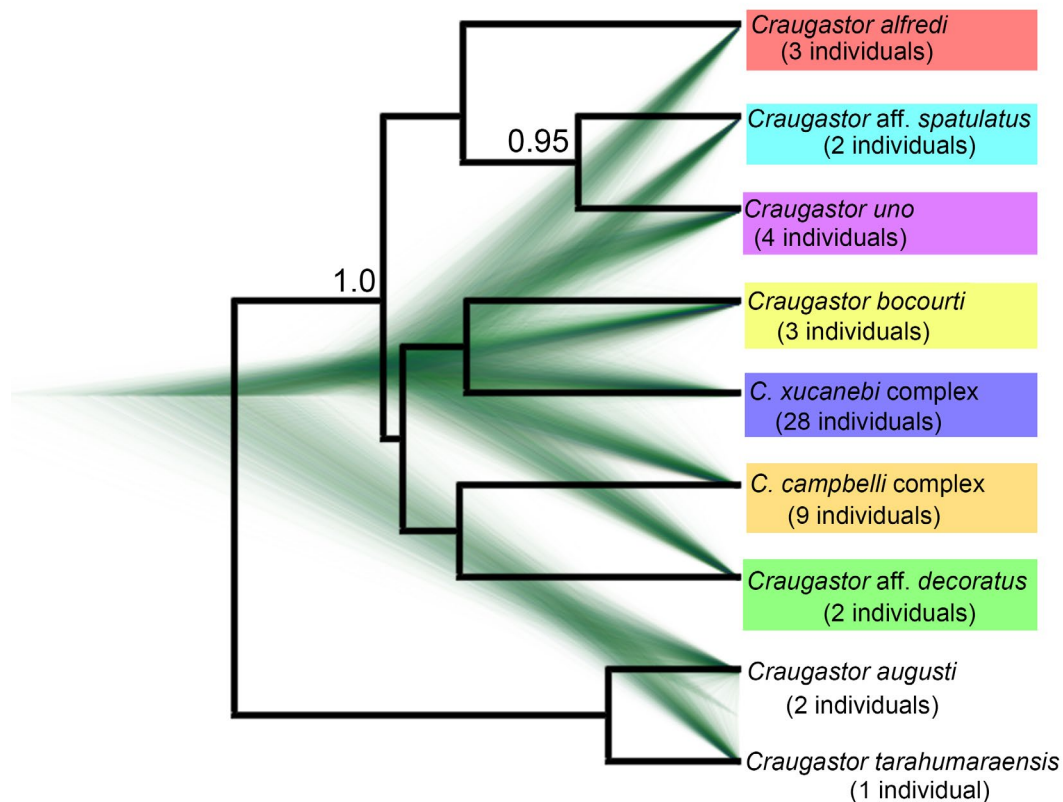 Craugastor alfredi
(3 individuals)
0.95
Craugastor aff. spatulatus
(2 individuals)
Craugastor uno
(4 individuals)
1.0
Craugastor bocourti
(3 individuals)
C. xucanebi complex
(28 individuals)
C. campbelli complex
(9 individuals)
Craugastor aff. decoratus
(2 individuals)
Craugastor augusti
(2 individuals)
Craugastor tarahumaraensis
(1 individual)